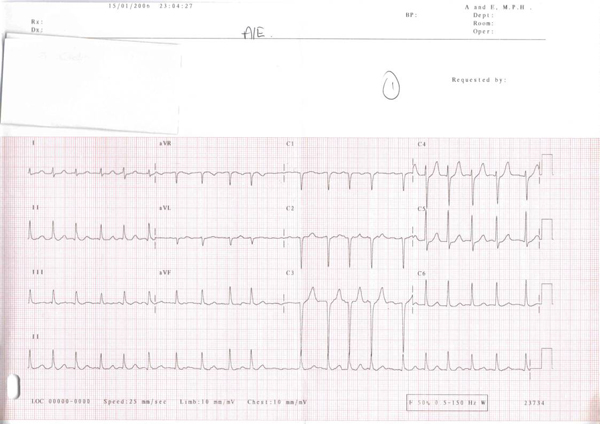 15/01/2006 23:04:27
A and E, M.P.H .
BP:
Dept:
Rx:
Room:
Dx:
A/E.
Oper:
1
Requested by:
I
aVR
C1
C4
II
aVL
C2
C5
III
aVF
C3
C6
II
LOC 00000-0000 Speed:25 mm/sec Limb:10 mm/mV Chest:10 mm/mV
F 50~ 0.5-150 Hz W
23734